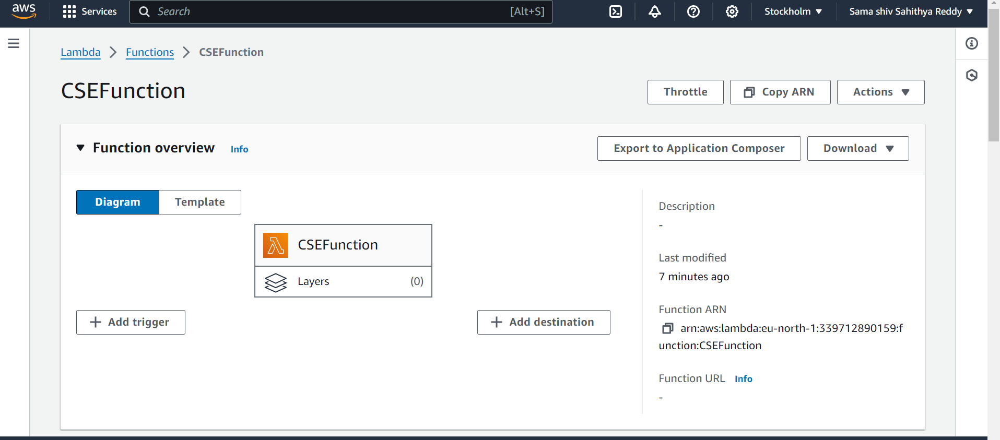 aws Services Search [Alt+S] Stockholm Sama shiv Sahithya Reddy
Lambda Functions CSEFunction
CSEFunction
Throttle Copy ARN Actions
Function overview Info
Export to Application Composer Download
Diagram Template
CSEFunction
Layers (0)
Add trigger
Add destination
Description
-
Last modified
7 minutes ago
Function ARN
arn:aws:lambda:eu-north-1:339712890159:f
unction:CSEFunction
Function URL Info
-